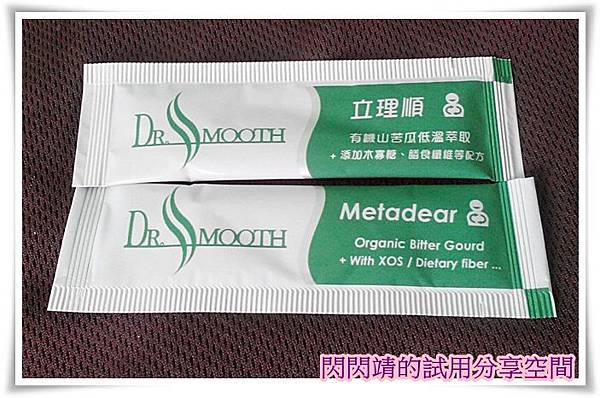 DR. SMOOTH
立理順
有機山苦瓜低溫萃取
+ 添加木寡糖、膳食纖維等配方
DR. SMOOTH
Metadear
Organic Bitter Gourd
+ With XOS / Dietary fiber ...
閃閃靖的試用分享空間